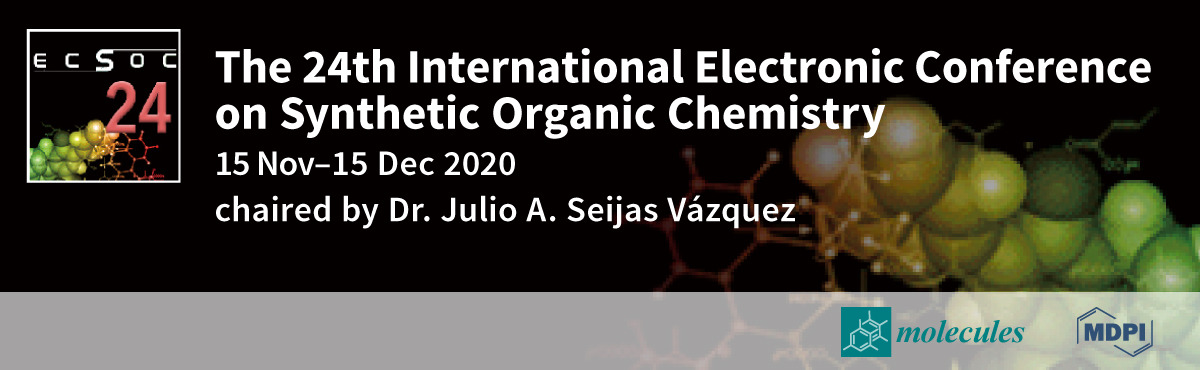 ECSOC
24
The 24th International Electronic Conference
on Synthetic Organic Chemistry
15 Nov–15 Dec 2020
chaired by Dr. Julio A. Seijas Vázquez
molecules
MDPI